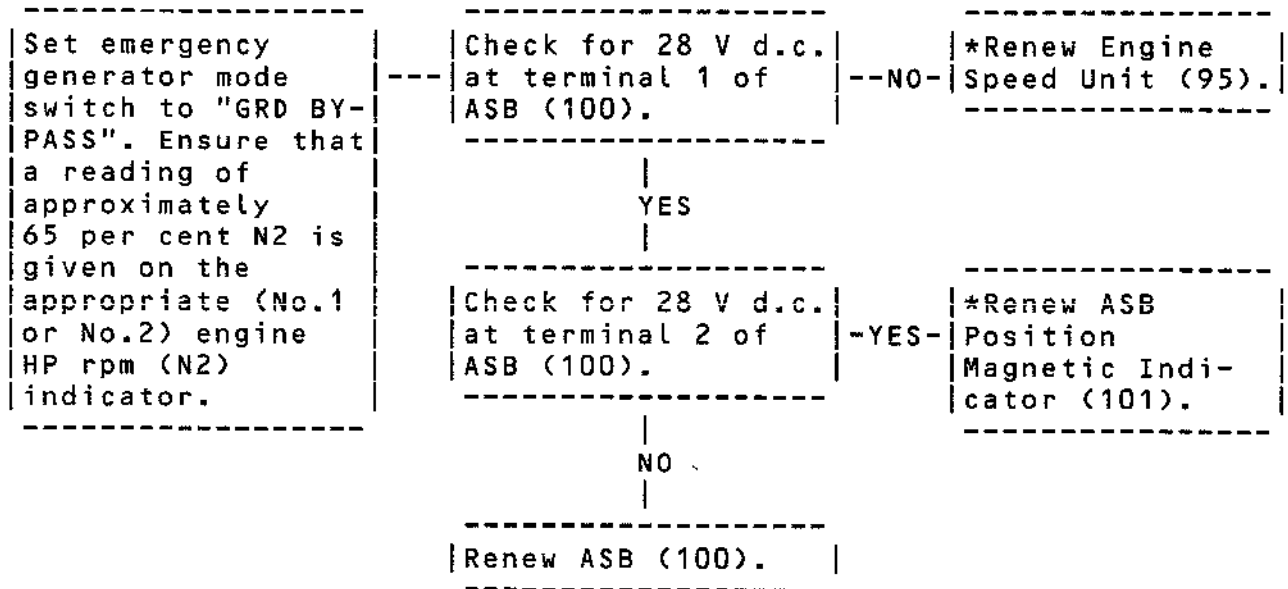 Set emergency
generator mode
switch to "GRD BY-
PASS". Ensure that
a reading of
approximately
65 per cent N2 is
given on the
appropriate (No.1
or No.2) engine
HP rpm (N2)
indicator.
Check for 28 V d.c.
at terminal 1 of
ASB (100).
NO
*Renew Engine
Speed Unit (95).
YES
Check for 28 V d.c.
at terminal 2 of
ASB (100).
YES
*Renew ASB
Position
Magnetic Indi-
cator (101).
NO
Renew ASB (100).